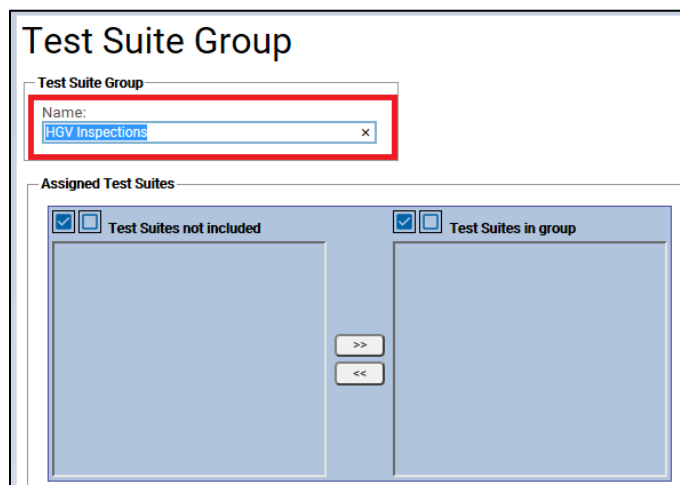 Test Suite Group
Test Suite Group
Name:
HGV Inspections ×
Assigned Test Suites
Test Suites not included
Test Suites in group
>>
<<